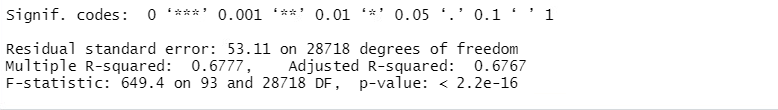 Signif. codes:  0 ‘***’ 0.001 ‘**’ 0.01 ‘*’ 0.05 ‘.’ 0.1 ‘ ’ 1
Residual standard error: 53.11 on 28718 degrees of freedom
Multiple R-squared:  0.6777,    Adjusted R-squared:  0.6767
F-statistic: 649.4 on 93 and 28718 DF,  p-value: < 2.2e-16